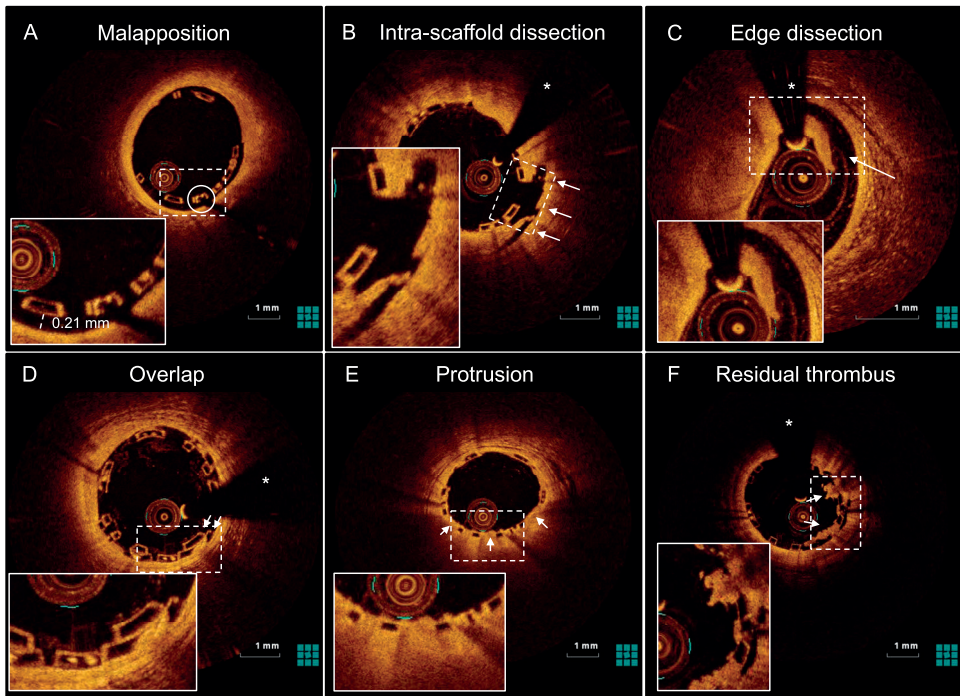 A Malapposition
0.21 mm
1 mm
B Intra-scaffold dissection
*
1 mm
C Edge dissection
*
1 mm
D Overlap
*
1 mm
E Protrusion
1 mm
F Residual thrombus
*
1 mm